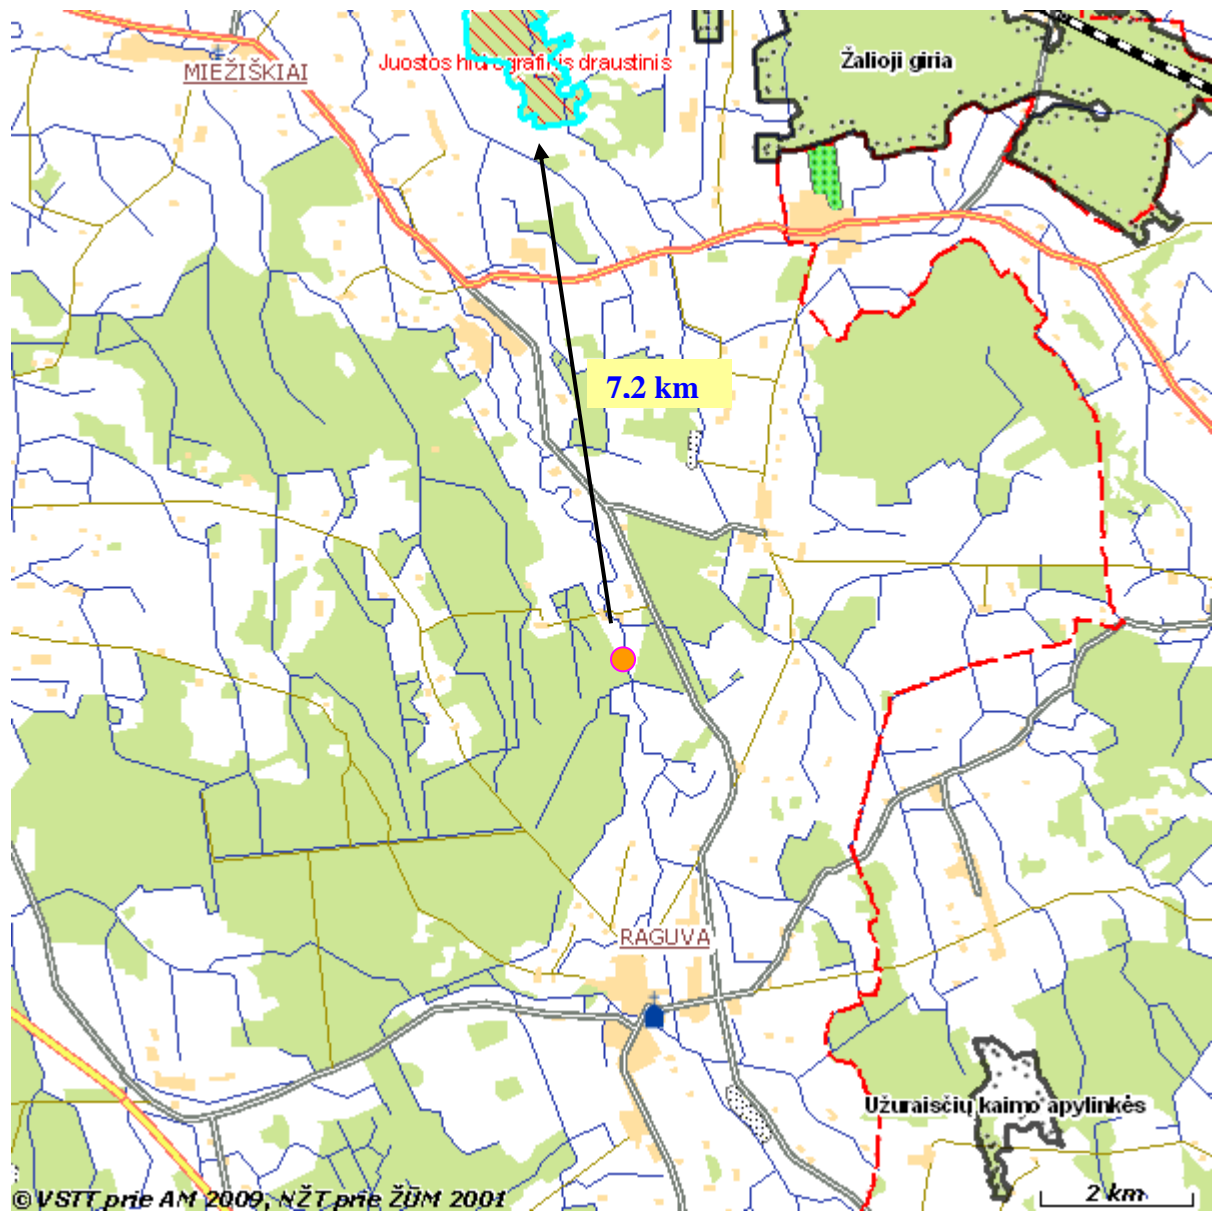 Juostos hidrografinis draustinis
Žalioji giria
MIEŽIŠKIAI
7.2 km
RAGUVA
Užuraisčių kaimo apylinkės
© VSTT prie AM 2009, NŽT prie ŽŪM 2001
2 km